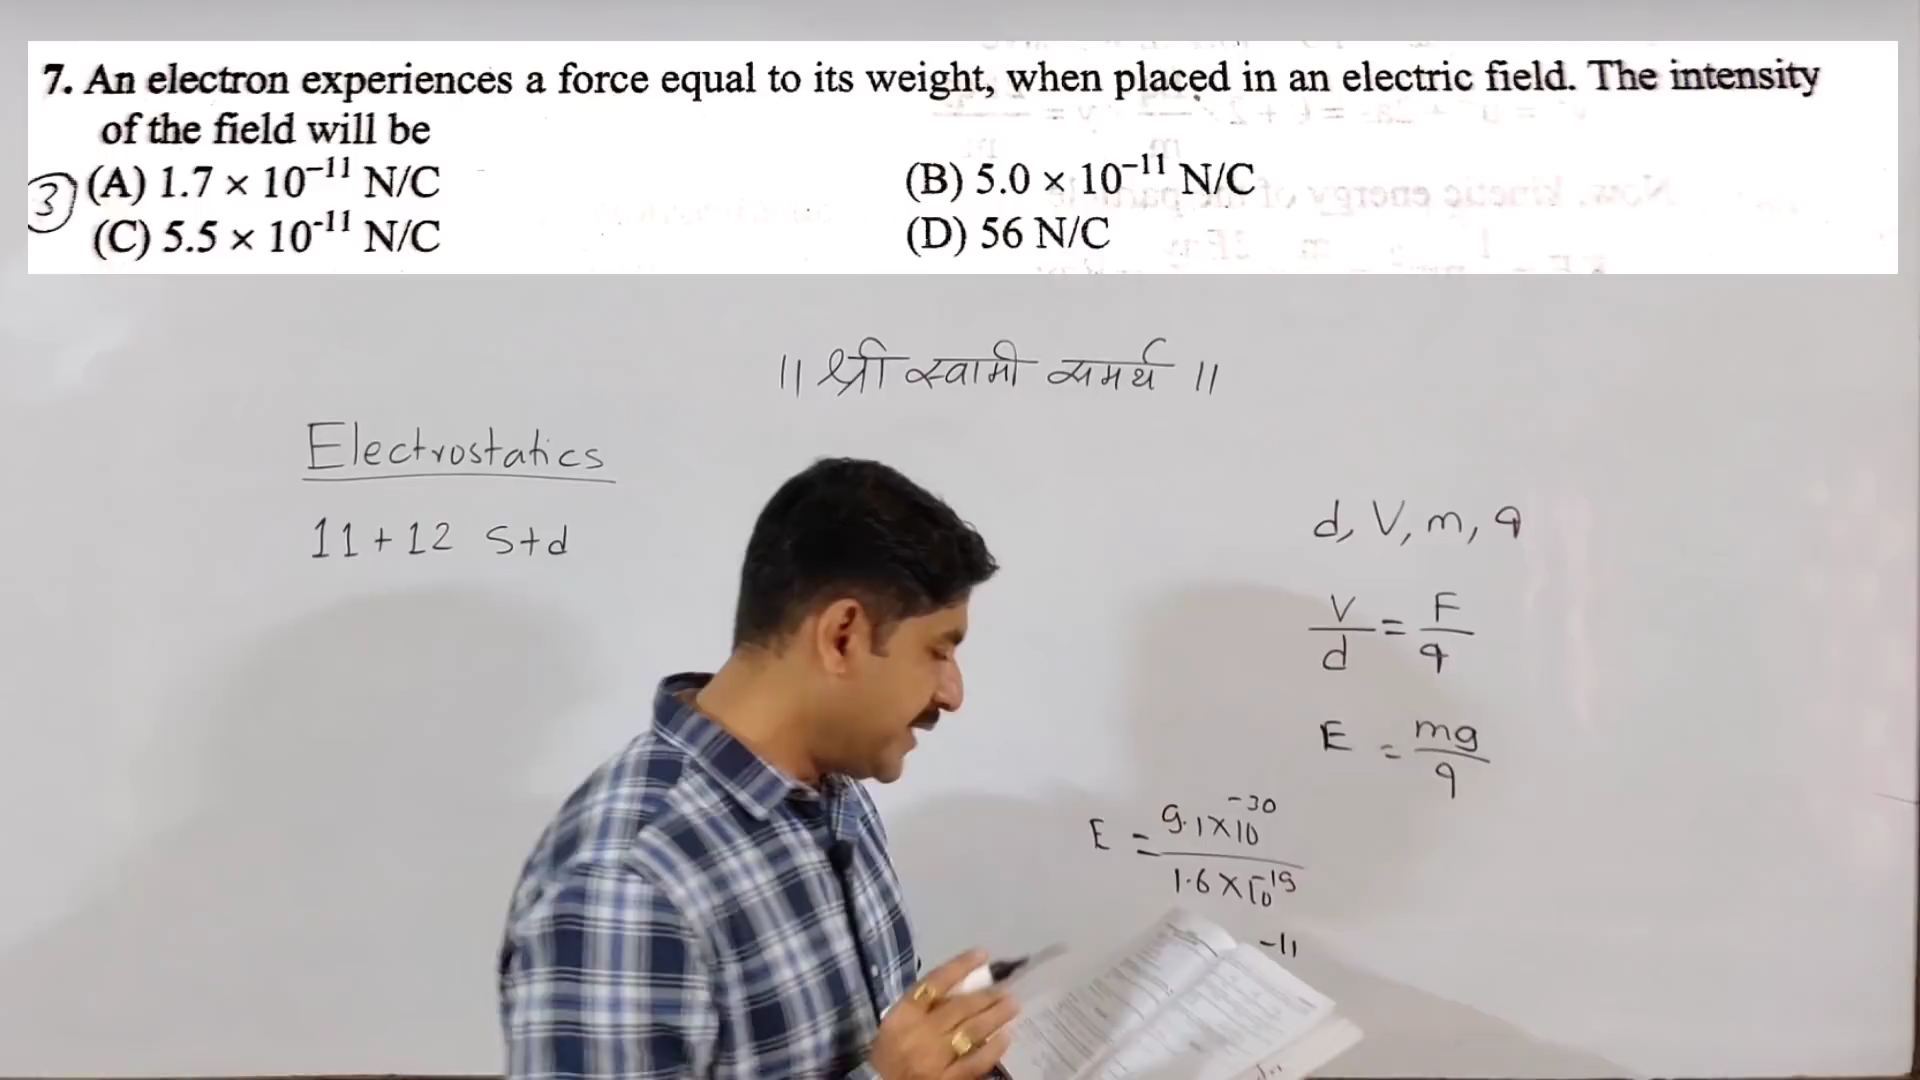 7. An electron experiences a force equal to its weight, when placed in an electric field. The intensity
of the field will be
(A) 1.7 × 10⁻¹¹ N/C (B) 5.0 × 10⁻¹¹ N/C
3
(C) 5.5 × 10⁻¹¹ N/C (D) 56 N/C
॥ श्री स्वामी समर्थ ॥
Electrostatics
11+12 Std
d, V, m, q
V/d = F/q
E = mg/q
E = 9.1×10⁻³⁰/1.6×10⁻¹⁹
-11